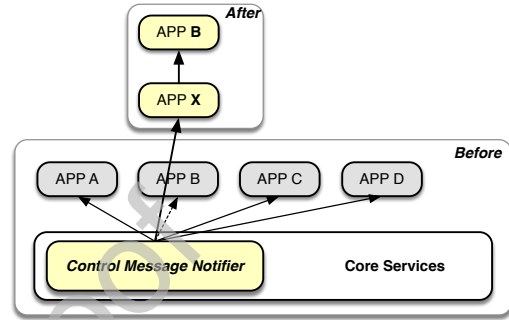 After
APP B
APP X
Before
APP A
APP B
APP C
APP D
Control Message Notifier
Core Services